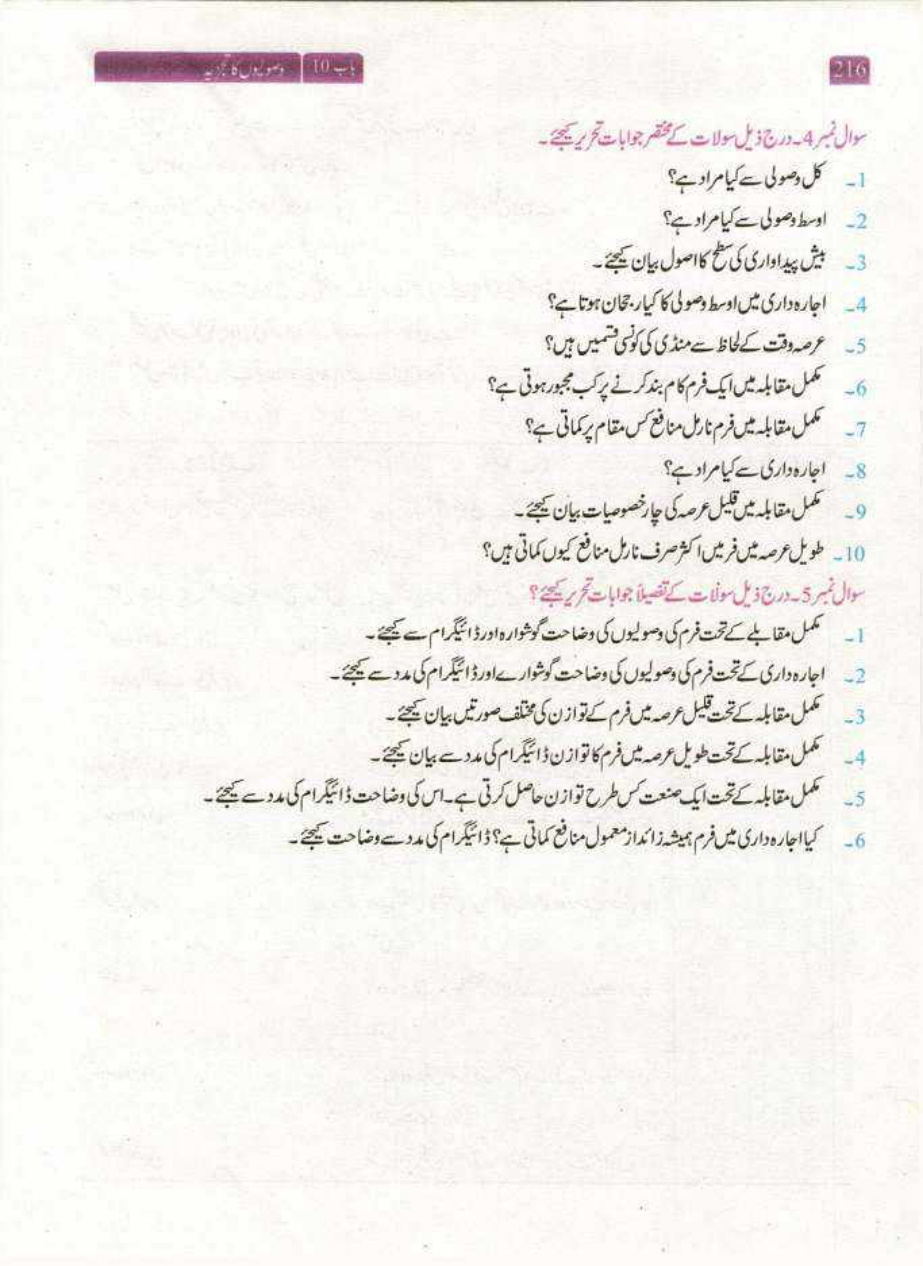 216
باب 10 وصولیوں کا تجزیہ
سوال نمبر 4۔ درج ذیل سولات کے مختصر جوابات تحریر کیجئے۔
1۔ کل وصولی سے کیا مراد ہے؟
2۔ اوسط وصولی سے کیا مراد ہے؟
3۔ بیش پیداواری کی سطح کا اصول بیان کیجئے۔
4۔ اجارہ داری میں اوسط وصولی کا کیا رجحان ہوتا ہے؟
5۔ عرصہ وقت کے لحاظ سے منڈی کی کونسی قسمیں ہیں؟
6۔ مکمل مقابلہ میں ایک فرم کام بند کرنے پر کب مجبور ہوتی ہے؟
7۔ مکمل مقابلہ میں فرم نارمل منافع کس مقام پر کماتی ہے؟
8۔ اجارہ داری سے کیا مراد ہے؟
9۔ مکمل مقابلہ میں قلیل عرصہ کی چار خصوصیات بیان کیجئے۔
10۔ طویل عرصہ میں فرمیں اکثر صرف نارمل منافع کیوں کماتی ہیں؟
سوال نمبر 5۔ درج ذیل سولات کے تفصیلاً جوابات تحریر کیجئے؟
1۔ مکمل مقابلے کے تحت فرم کی وصولیوں کی وضاحت گوشوارہ اور ڈائیگرام سے کیجئے۔
2۔ اجارہ داری کے تحت فرم کی وصولیوں کی وضاحت گوشوارے اور ڈائیگرام کی مدد سے کیجئے۔
3۔ مکمل مقابلہ کے تحت قلیل عرصہ میں فرم کے توازن کی مختلف صورتیں بیان کیجئے۔
4۔ مکمل مقابلہ کے تحت طویل عرصہ میں فرم کا توازن ڈائیگرام کی مدد سے بیان کیجئے۔
5۔ مکمل مقابلہ کے تحت ایک صنعت کس طرح توازن حاصل کرتی ہے۔ اس کی وضاحت ڈائیگرام کی مدد سے کیجئے۔
6۔ کیا اجارہ داری میں فرم ہمیشہ زائد از معمول منافع کماتی ہے؟ ڈائیگرام کی مدد سے وضاحت کیجئے۔